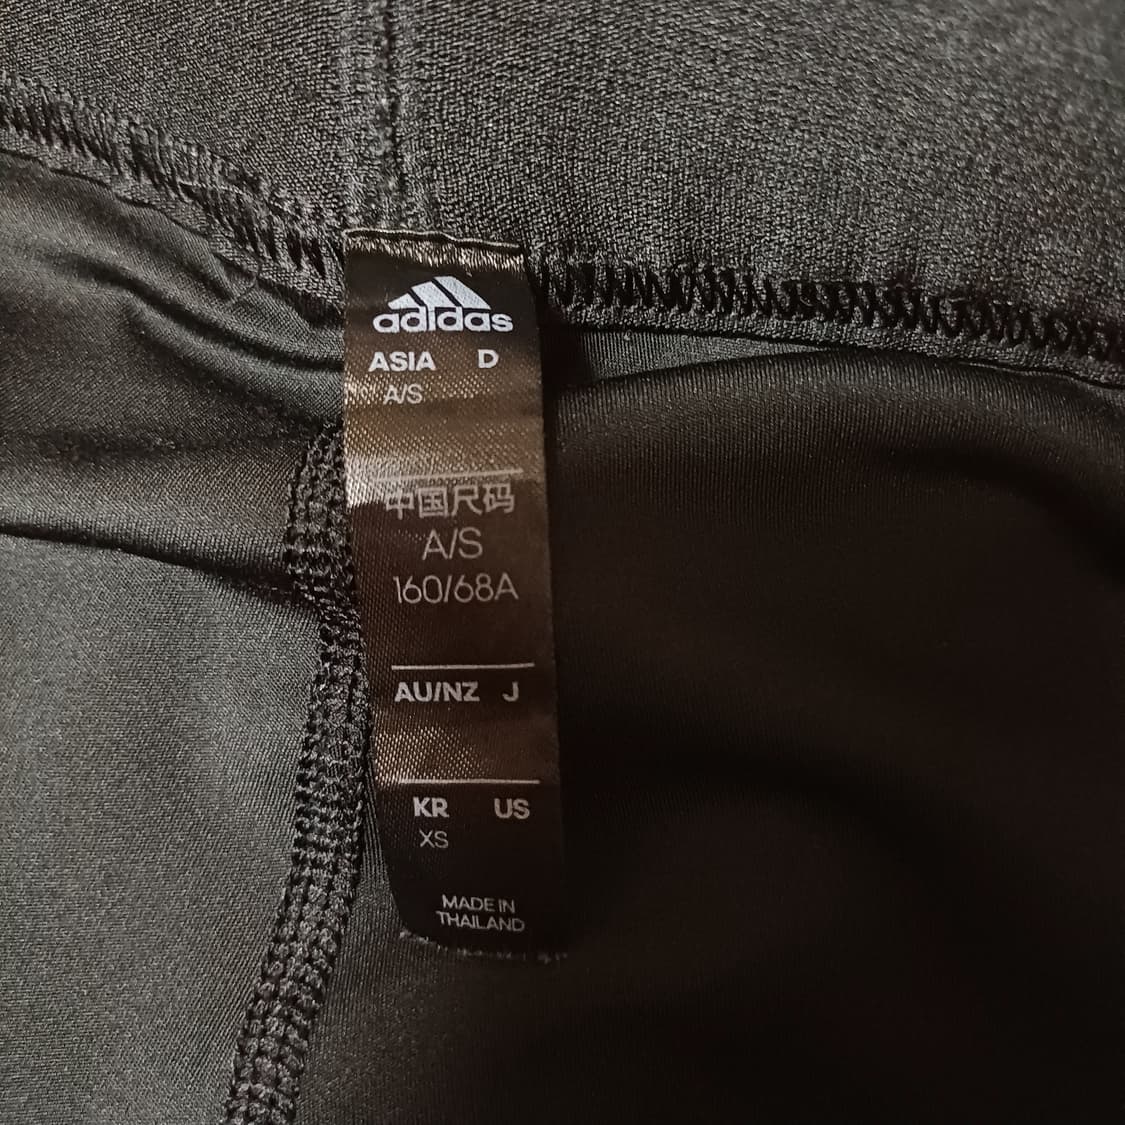 adidas
ASIA D
A/S
中国尺码
A/S
160/68A
AU/NZ J
KR US
XS
MADE IN
THAILAND